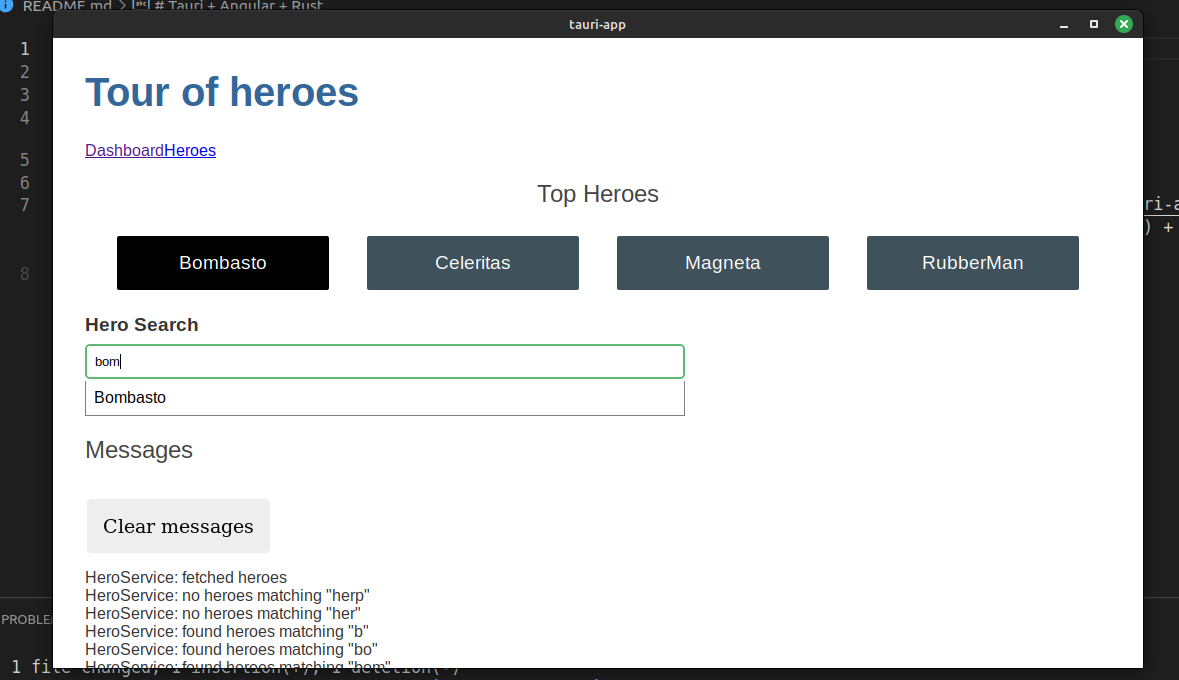 README.md > # Tauri + Angular + Rust
tauri-app
1
2
3
4
5
6
7
8
Tour of heroes
DashboardHeroes
Top Heroes
Bombasto Celeritas Magneta RubberMan
ri-a
) +
Hero Search
bom
Bombasto
Messages
Clear messages
HeroService: fetched heroes
HeroService: no heroes matching "herp"
HeroService: no heroes matching "her"
HeroService: found heroes matching "b"
HeroService: found heroes matching "bo"
HeroService: found heroes matching "bom"
PROBLE
1 file changed, 1 insertion(+), 1 deletion(-)